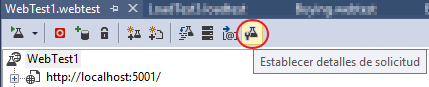 WebTest1.webtest
WebTest1
Establecer detalles de solicitud
http://localhost:5001/